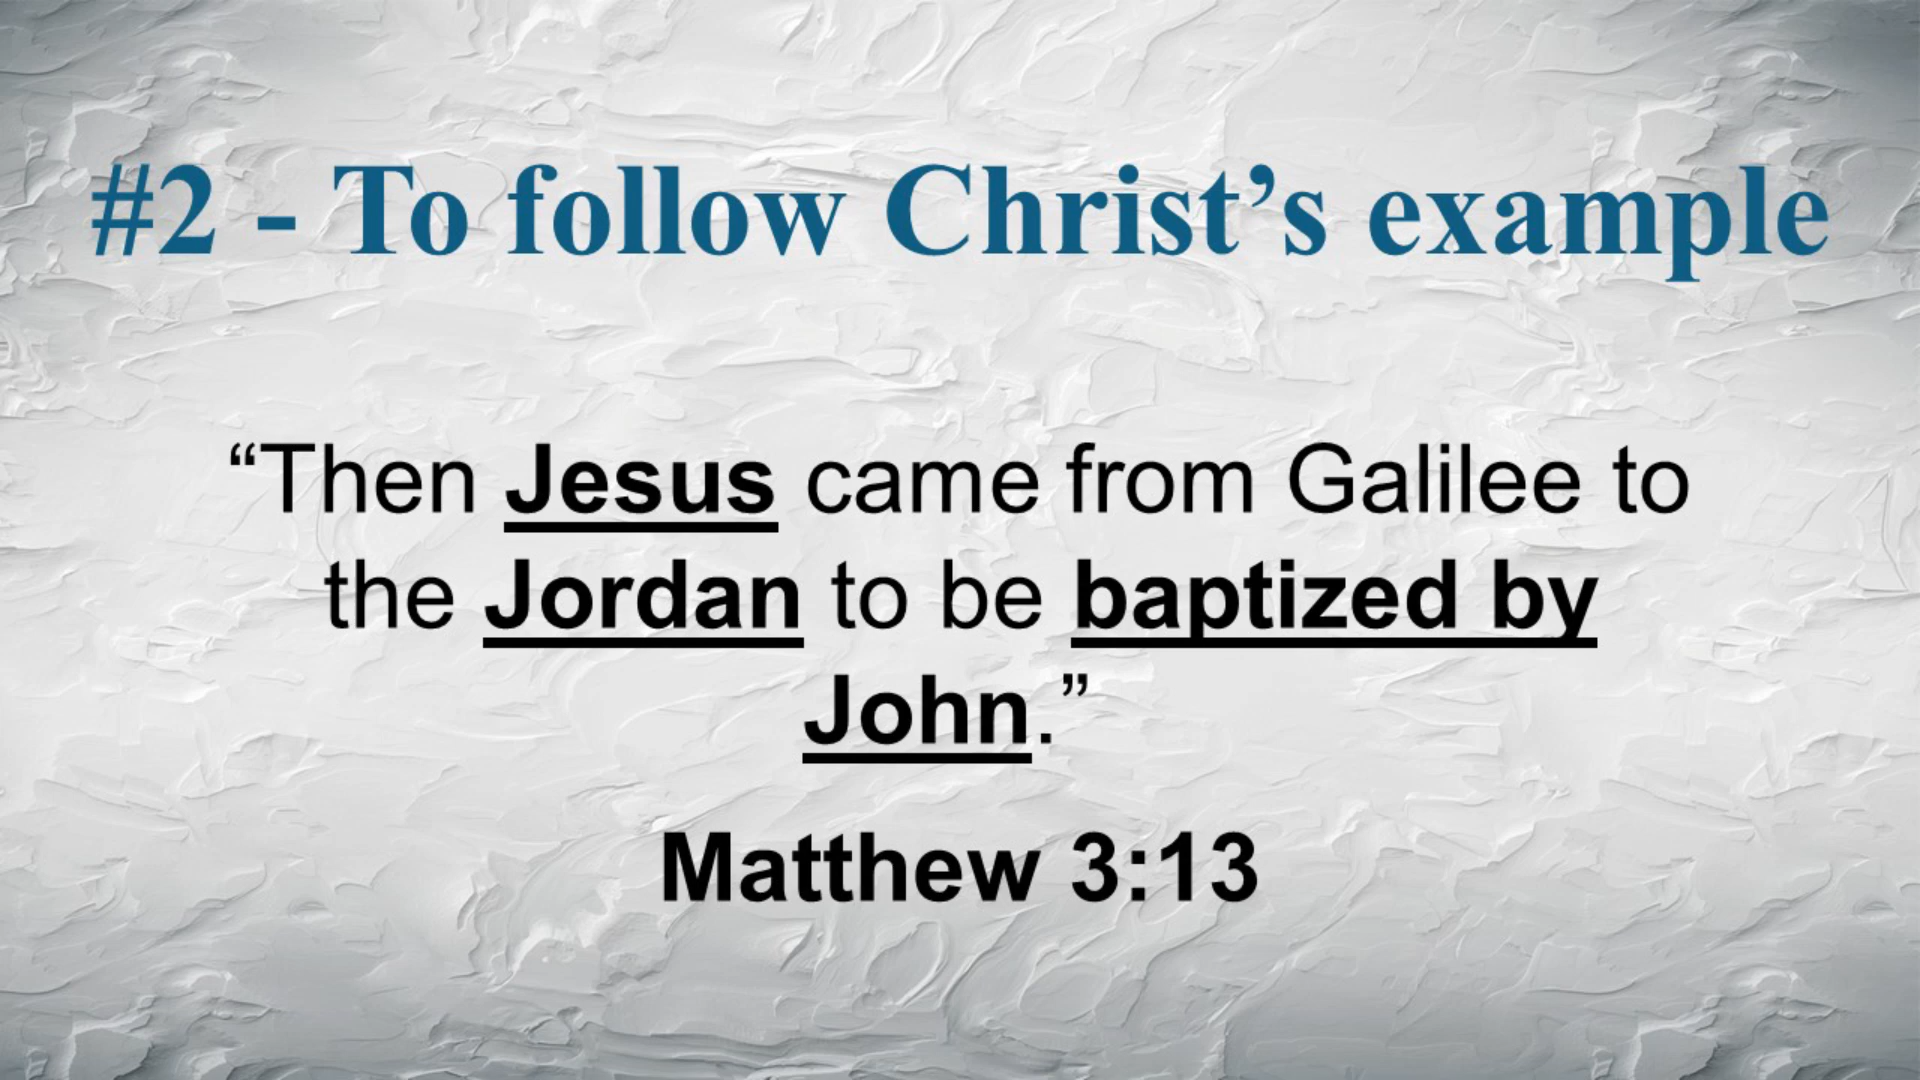 #2 - To follow Christ’s example
“Then Jesus came from Galilee to
the Jordan to be baptized by
John.”
Matthew 3:13